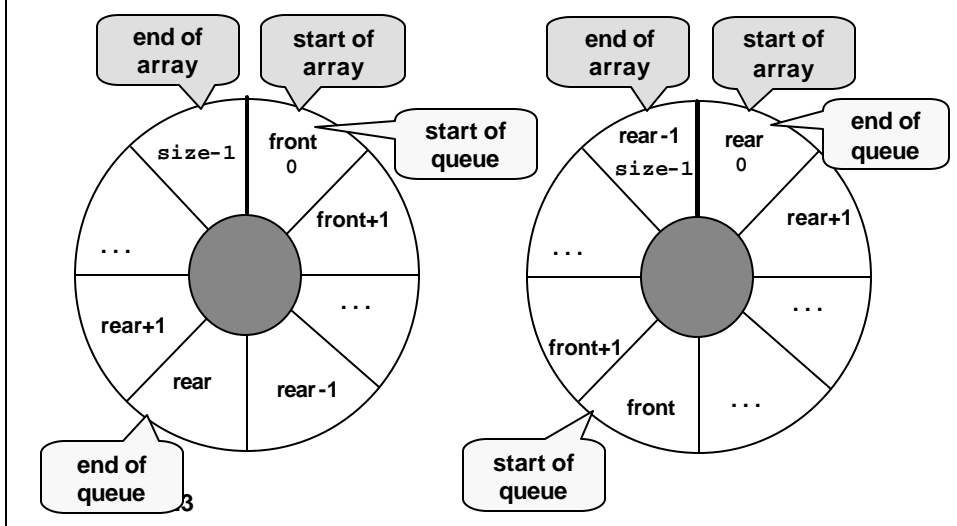 end of
array
start of
array
start of
queue
size-1
front
0
front+1
...
...
rear+1
rear
rear-1
end of
queue
end of
array
start of
array
end of
queue
rear-1
size-1
rear
0
rear+1
...
...
front+1
front
...
start of
queue